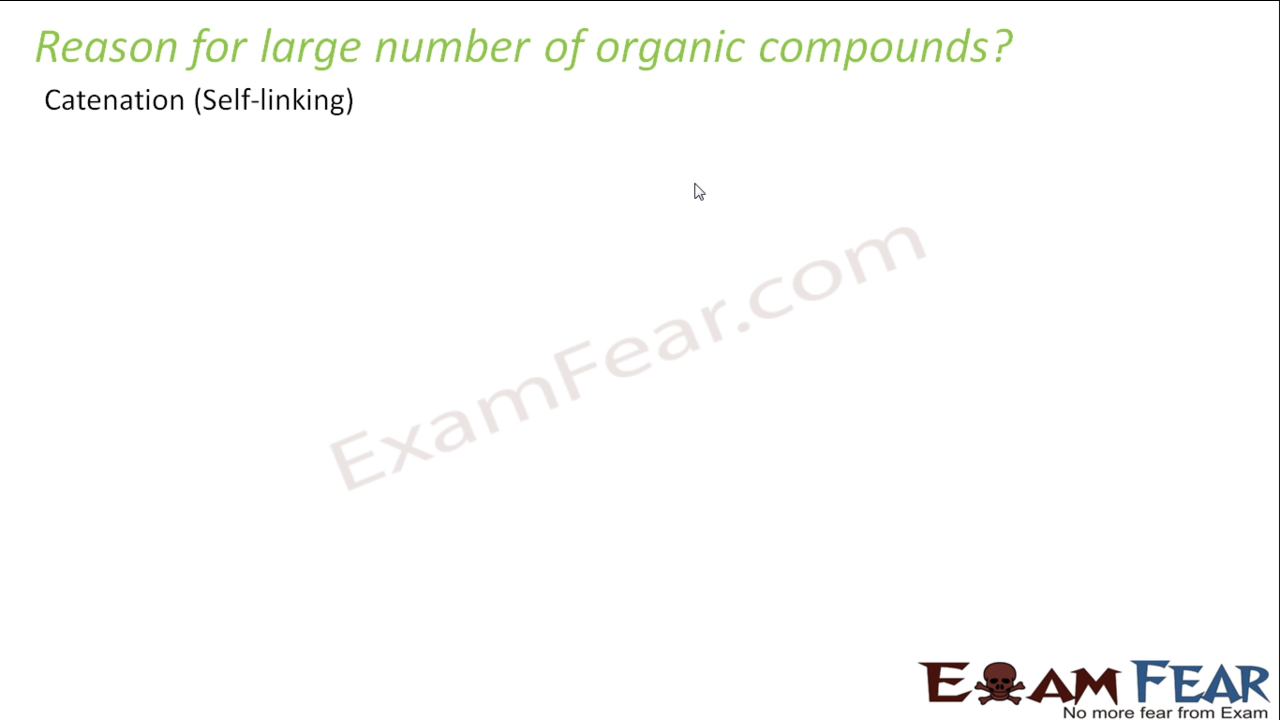 Reason for large number of organic compounds?
Catenation (Self-linking)
ExamFear.com
EXAM FEAR
No more fear from Exam